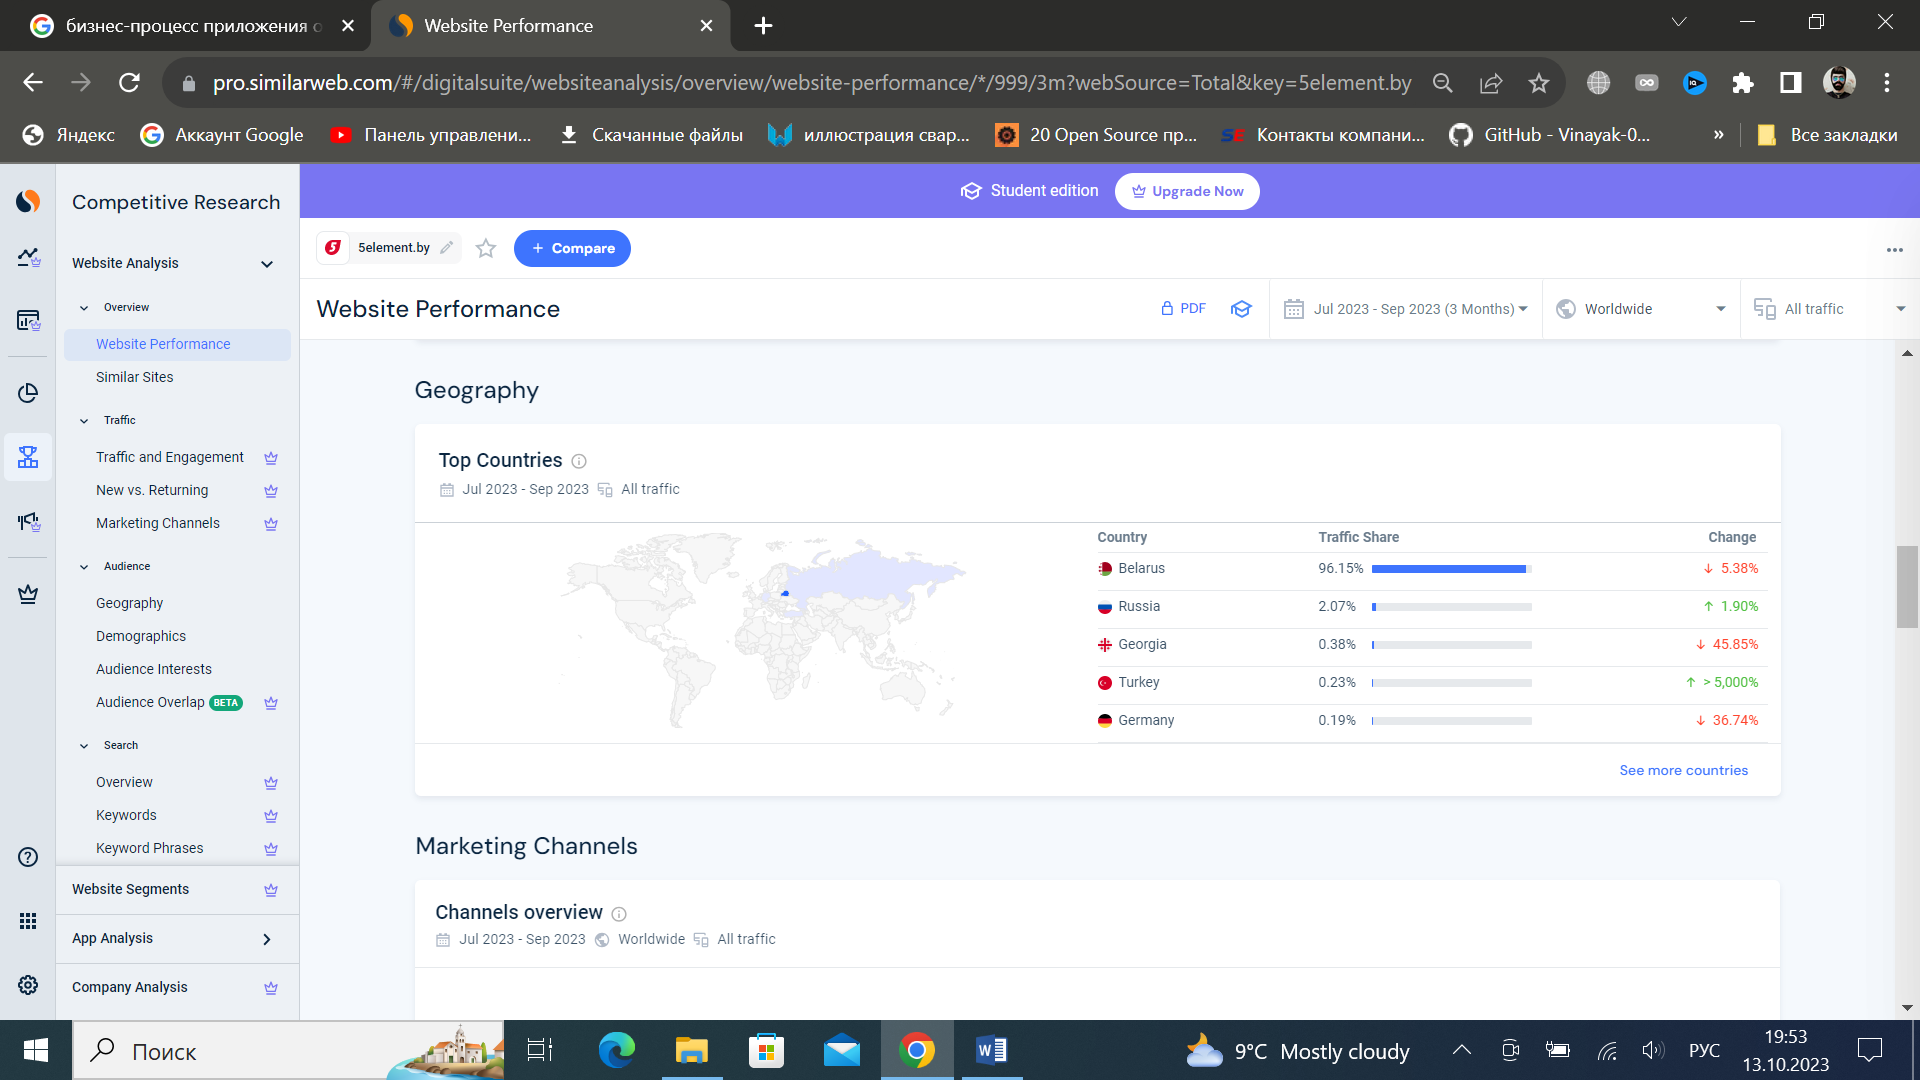 бизнес-процесс приложения о
Website Performance
pro.similarweb.com/#/digitalsuite/websiteanalysis/overview/website-performance/*/999/3m?webSource=Total&key=5element.by
Яндекс
Аккаунт Google
Панель управлени...
Скачанные файлы
иллюстрация свар...
20 Open Source пр...
SE Контакты компани...
GitHub - Vinayak-0...
»
Все закладки
Competitive Research
Website Analysis
Overview
Website Performance
Similar Sites
Traffic
Traffic and Engagement
New vs. Returning
Marketing Channels
Audience
Geography
Demographics
Audience Interests
Audience Overlap BETA
Search
Overview
Keywords
Keyword Phrases
Website Segments
App Analysis
Company Analysis
Student edition
Upgrade Now
5 5element.by
+ Compare
Website Performance
PDF
Jul 2023 - Sep 2023 (3 Months)
Worldwide
All traffic
Geography
Top Countries
Jul 2023 - Sep 2023 All traffic
Country Traffic Share Change
Belarus 96.15% ↓ 5.38%
Russia 2.07% ↑ 1.90%
Georgia 0.38% ↓ 45.85%
Turkey 0.23% ↑ > 5,000%
Germany 0.19% ↓ 36.74%
See more countries
Marketing Channels
Channels overview
Jul 2023 - Sep 2023 Worldwide All traffic
Поиск
9°C Mostly cloudy
РУС
19:53
13.10.2023